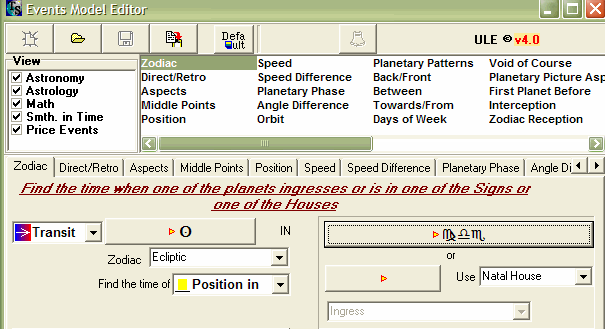 Events Model Editor
Defa
ult
ULE v4.0
View
Astronomy
Astrology
Math
Smth. in Time
Price Events
Zodiac Speed Planetary Patterns Void of Course
Direct/Retro Speed Difference Back/Front Planetary Picture Asp
Aspects Planetary Phase Between First Planet Before
Middle Points Angle Difference Towards/From Interception
Position Orbit Days of Week Zodiac Reception
Zodiac Direct/Retro Aspects Middle Points Position Speed Speed Difference Planetary Phase Angle Di
Find the time when one of the planets ingresses or is in one of the Signs or
one of the Houses
Transit ʘ IN ♍♎♏
or
Zodiac Ecliptic
Use Natal House
Find the time of Position in
Ingress